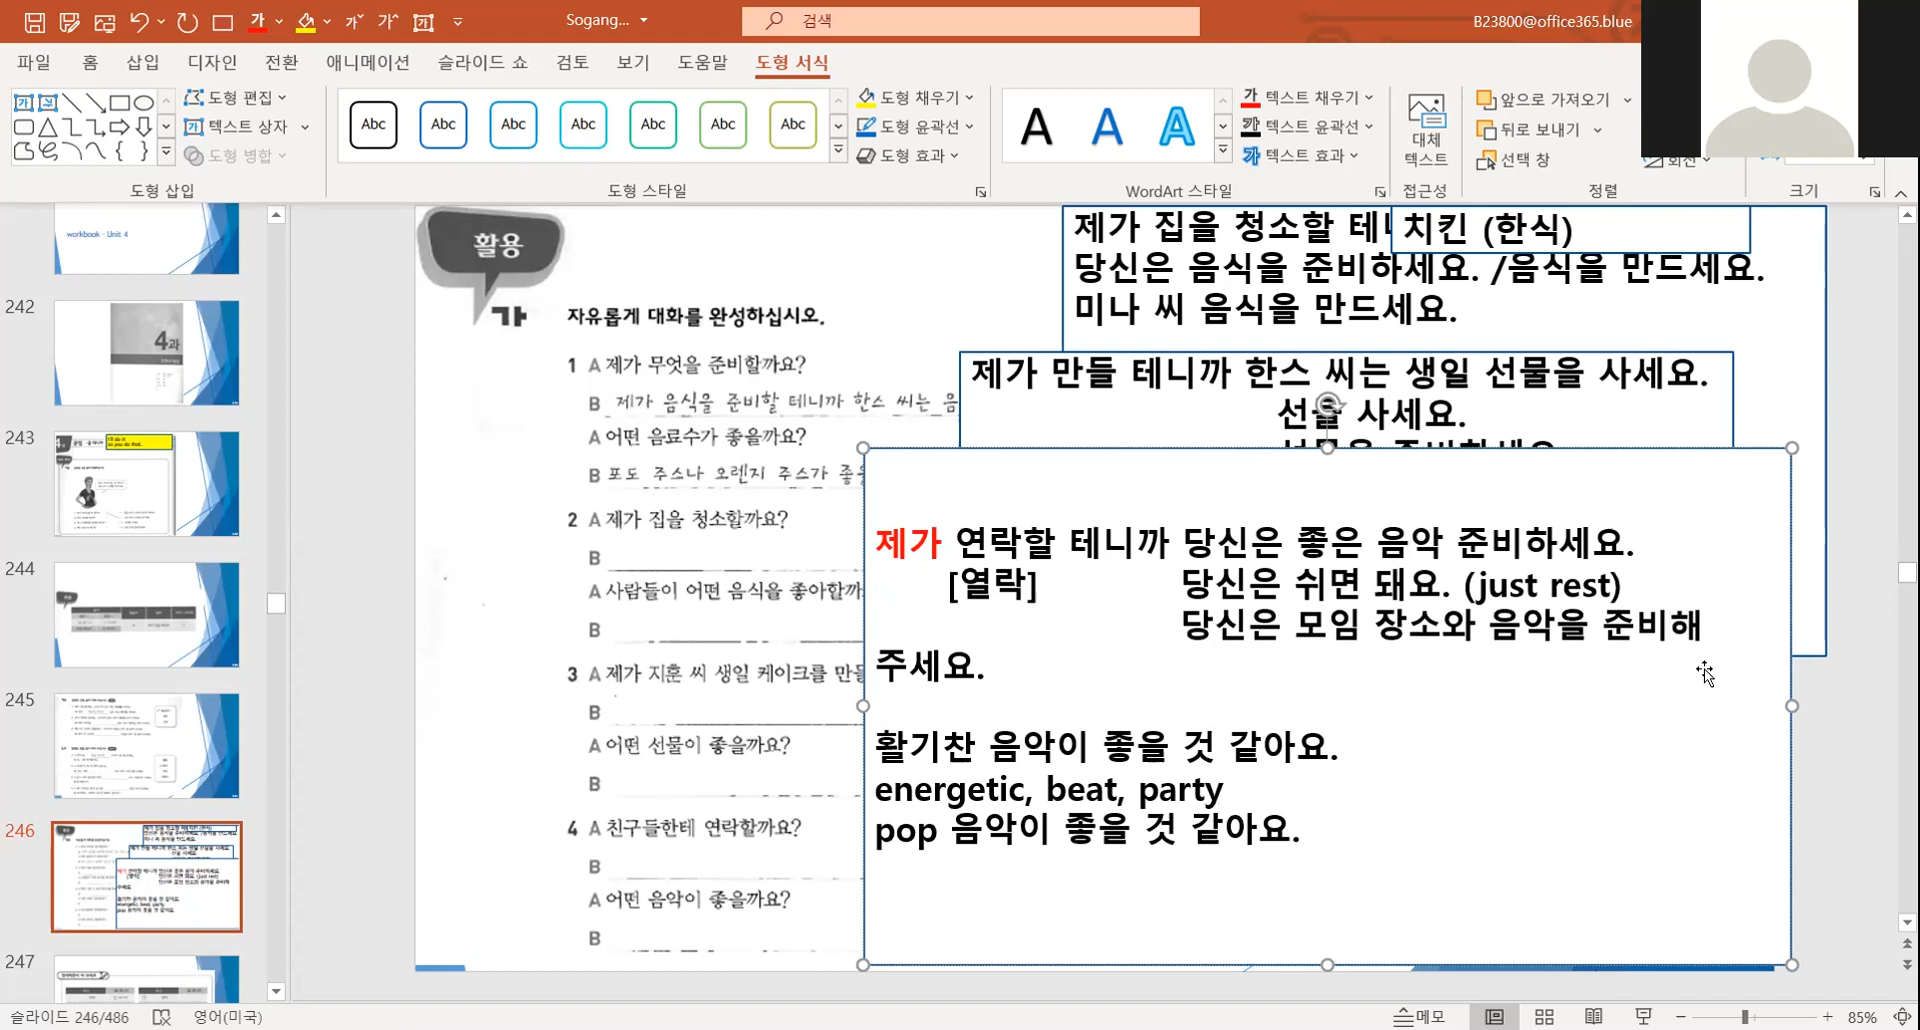 Sogang...
검색
B23800@office365.blue
파일 홈 삽입 디자인 전환 애니메이션 슬라이드 쇼 검토 보기 도움말 도형 서식
도형 편집
텍스트 상자
도형 병합
도형 삽입
Abc Abc Abc Abc Abc Abc Abc
도형 스타일
도형 채우기
도형 윤곽선
도형 효과
A A A
WordArt 스타일
텍스트 채우기
텍스트 윤곽선
텍스트 효과
대체
텍스트
접근성
앞으로 가져오기
뒤로 보내기
선택 창
회전
정렬
크기
workbook - Unit 4
242
4과
243
244
245
246
247
활용
가 자유롭게 대화를 완성하십시오.
1 A 제가 무엇을 준비할까요?
B 제가 음식을 준비할 테니까 한스 씨는 음
A 어떤 음료수가 좋을까요?
B 포도 주스나 오렌지 주스가 좋을
2 A 제가 집을 청소할까요?
B
A 사람들이 어떤 음식을 좋아할까
B
3 A 제가 지훈 씨 생일 케이크를 만들
B
A 어떤 선물이 좋을까요?
B
4 A 친구들한테 연락할까요?
B
A 어떤 음악이 좋을까요?
B
제가 집을 청소할 테니
치킨 (한식)
당신은 음식을 준비하세요. /음식을 만드세요.
미나 씨 음식을 만드세요.
제가 만들 테니까 한스 씨는 생일 선물을 사세요.
선물 사세요.
선물을 준비하세요
제가 연락할 테니까 당신은 좋은 음악 준비하세요.
[열락] 당신은 쉬면 돼요. (just rest)
당신은 모임 장소와 음악을 준비해
주세요.
활기찬 음악이 좋을 것 같아요.
energetic, beat, party
pop 음악이 좋을 것 같아요.
슬라이드 246/486 영어(미국)
메모
85%